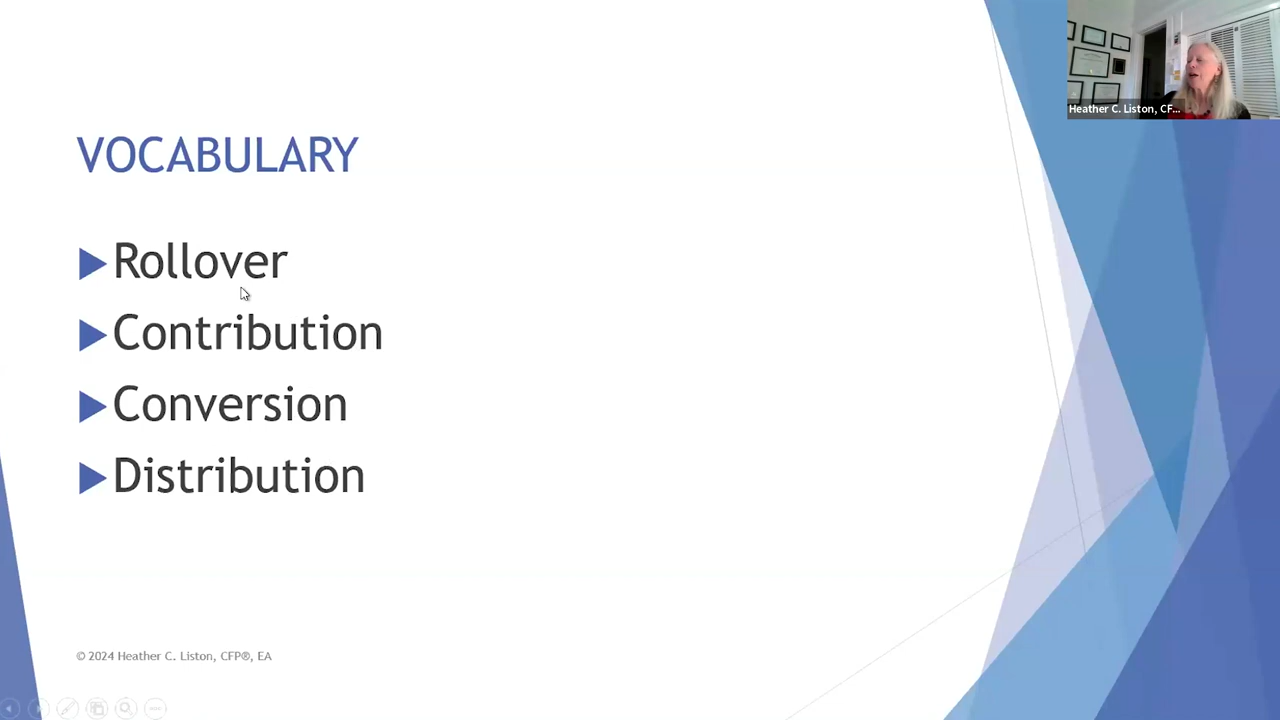 Heather C. Liston, CF...
VOCABULARY
Rollover
Contribution
Conversion
Distribution
© 2024 Heather C. Liston, CFP®, EA